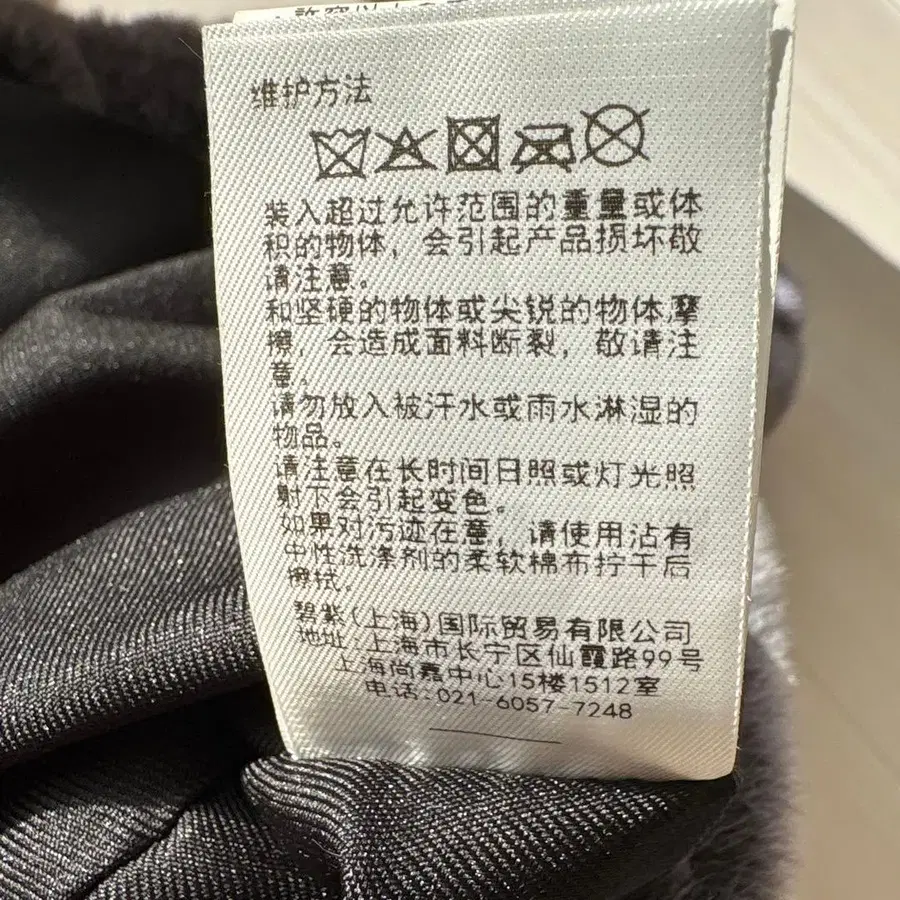 维护方法
装入超过允许范围的重量或体
积的物体，会引起产品损坏敬
请注意。
和坚硬的物体或尖锐的物体摩
擦，会造成面料断裂，敬请注
意。
请勿放入被汗水或雨水淋湿的
物品。
请注意在长时间日照或灯光照
射下会引起变色。
如果对污迹在意，请使用沾有
中性洗涤剂的柔软棉布拧干后
擦拭。
碧紫(上海)国际贸易有限公司
地址:上海市长宁区仙霞路99号
上海尚嘉中心15楼1512室
电话:021-6057-7248